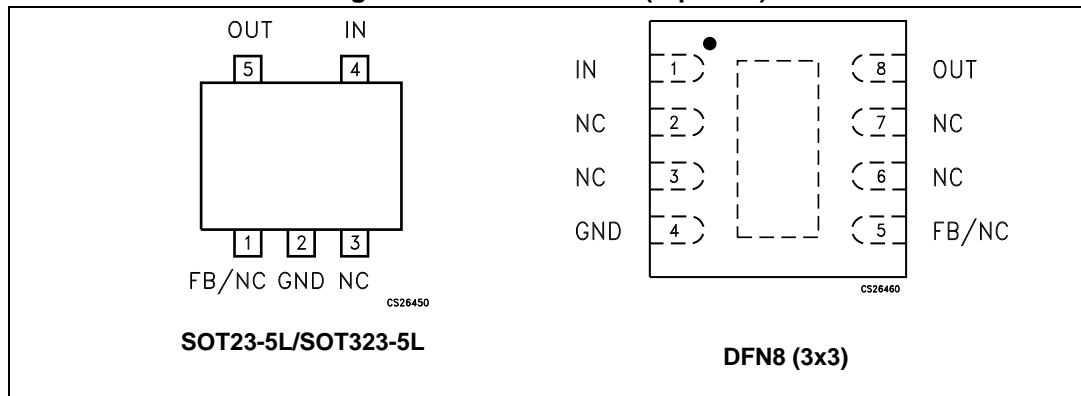 OUT IN
5 4
1 2 3
FB/NC GND NC
CS26450
SOT23-5L/SOT323-5L
IN 1 8 OUT
NC 2 7 NC
NC 3 6 NC
GND 4 5 FB/NC
CS26460
DFN8 (3x3)